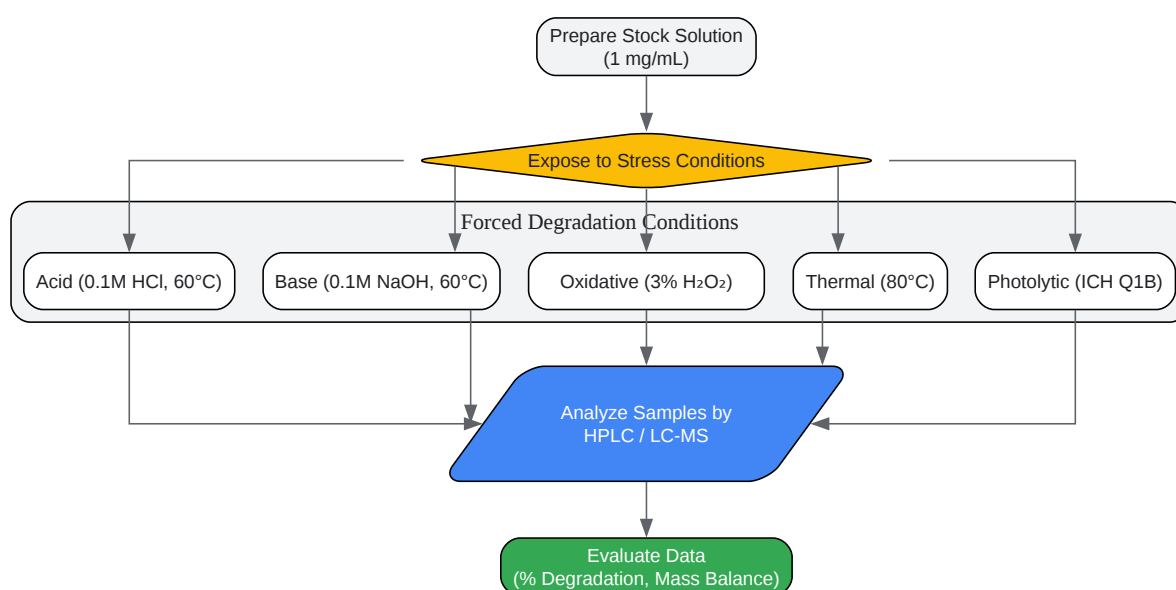 Prepare Stock Solution
(1 mg/mL)
Expose to Stress Conditions
Forced Degradation Conditions
Acid (0.1M HCl, 60°C)
Base (0.1M NaOH, 60°C)
Oxidative (3% H₂O₂)
Thermal (80°C)
Photolytic (ICH Q1B)
Analyze Samples by
HPLC / LC-MS
Evaluate Data
(% Degradation, Mass Balance)